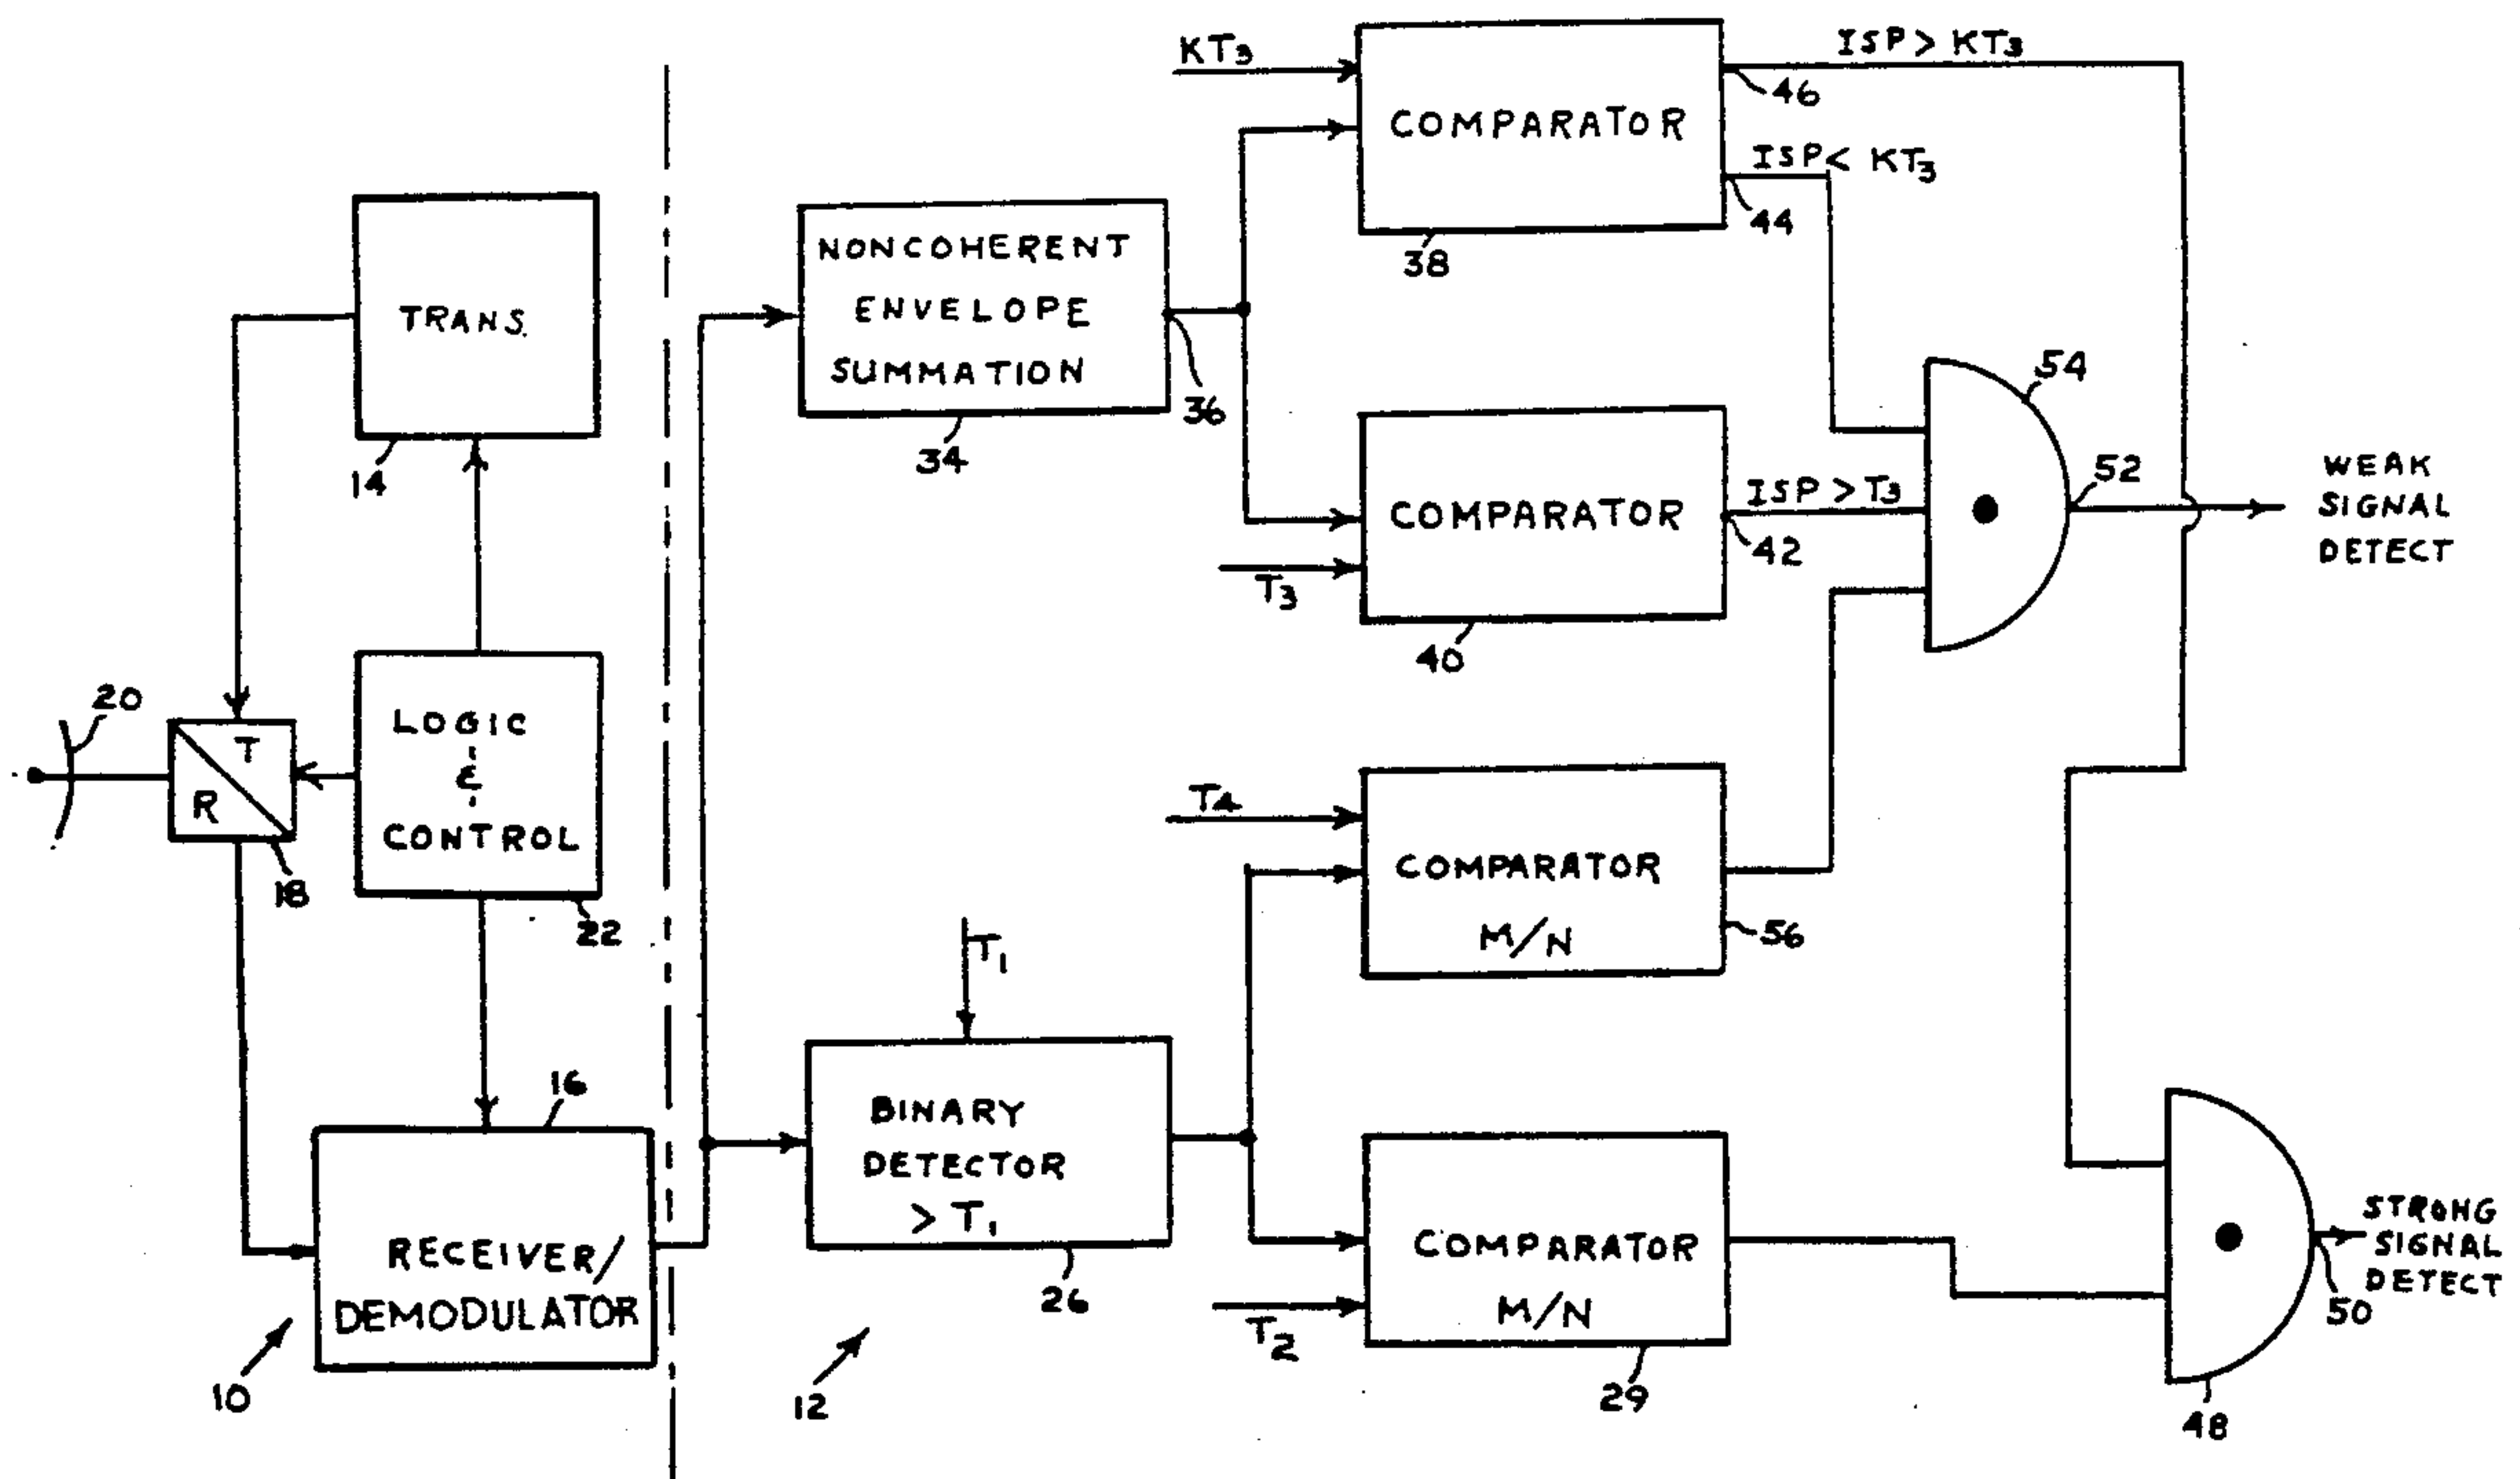 TRANS.
14
20
T
R
18
LOGIC
&
CONTROL
22
16
RECEIVER/
DEMODULATOR
10
NONCOHERENT
ENVELOPE
SUMMATION
34
36
T1
BINARY
DETECTOR
> T1
26
12
KT3
COMPARATOR
38
ISP > KT3
46
ISP < KT3
44
COMPARATOR
T3
40
ISP > T3
42
T4
COMPARATOR
M/N
56
COMPARATOR
M/N
T2
29
54
52
WEAK
SIGNAL
DETECT
STRONG
SIGNAL
DETECT
50
48